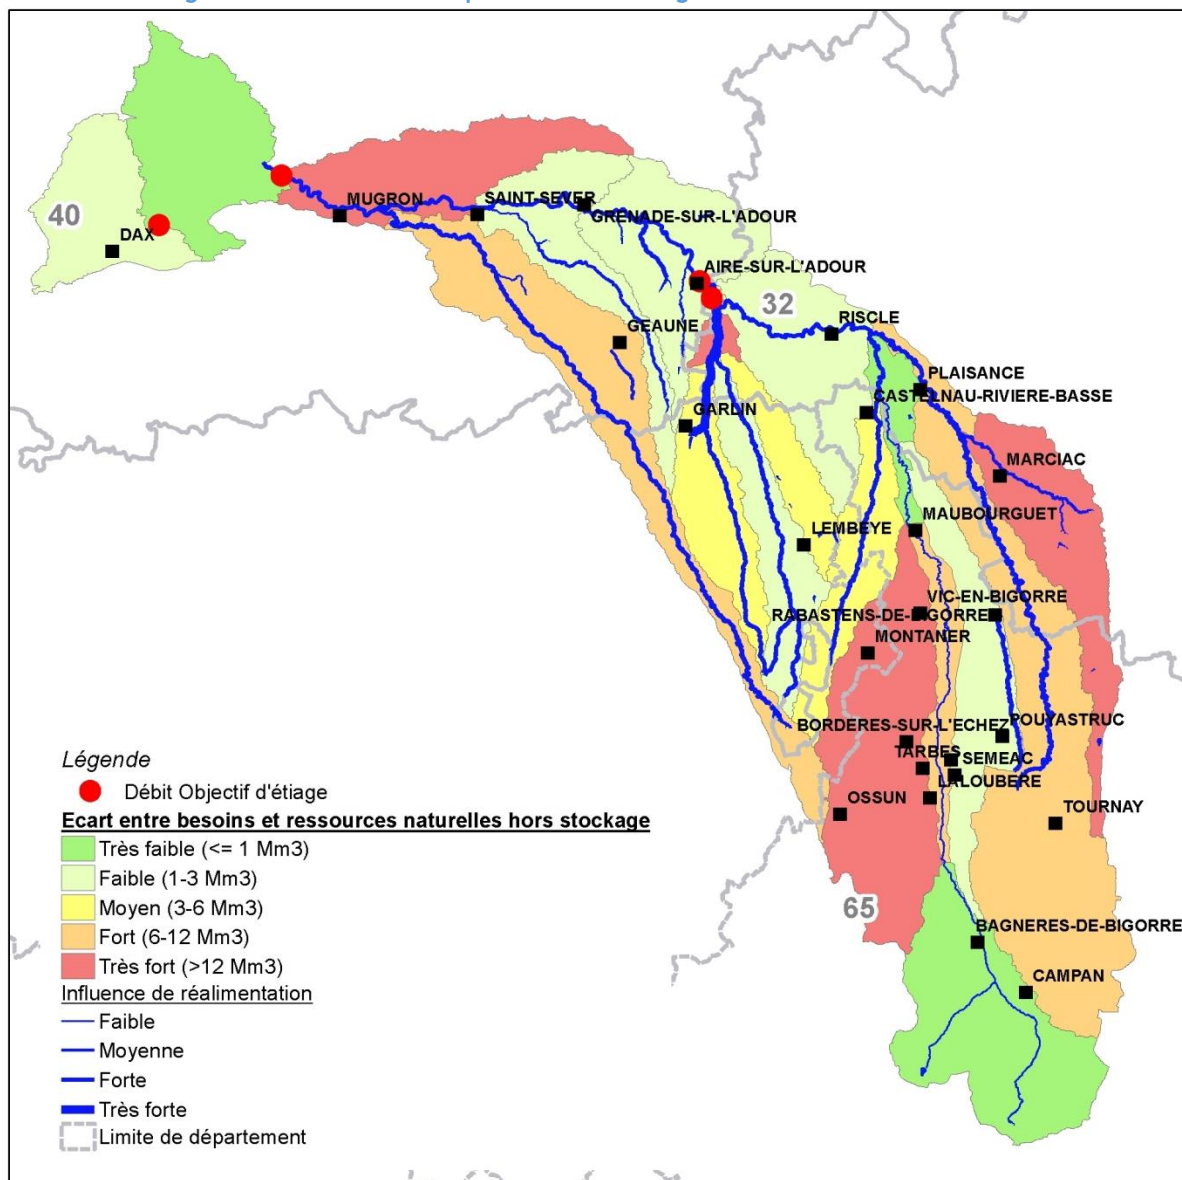 40
DAX
MUGRON
SAINT-SEVER
GRENADE-SUR-L'ADOUR
AIRE-SUR-L'ADOUR
32
RISCLE
GEAUNE
PLAISANCE
CASTELNAU-RIVIERE-BASSE
GARLIN
MARCIAC
MAUBOURGUET
LEMBEYE
VIC-EN-BIGORRE
RABASTENS-DE-BIGORRE
MONTANER
BORDERES-SUR-L'ECHEZ
POUYASTRUC
TARBES
SEMEAC
LALOUBERE
OSSUN
TOURNAY
65
BAGNERES-DE-BIGORRE
CAMPAN
Légende
Débit Objectif d'étiage
Ecart entre besoins et ressources naturelles hors stockage
Très faible (<= 1 Mm3)
Faible (1-3 Mm3)
Moyen (3-6 Mm3)
Fort (6-12 Mm3)
Très fort (>12 Mm3)
Influence de réalimentation
Faible
Moyenne
Forte
Très forte
Limite de département